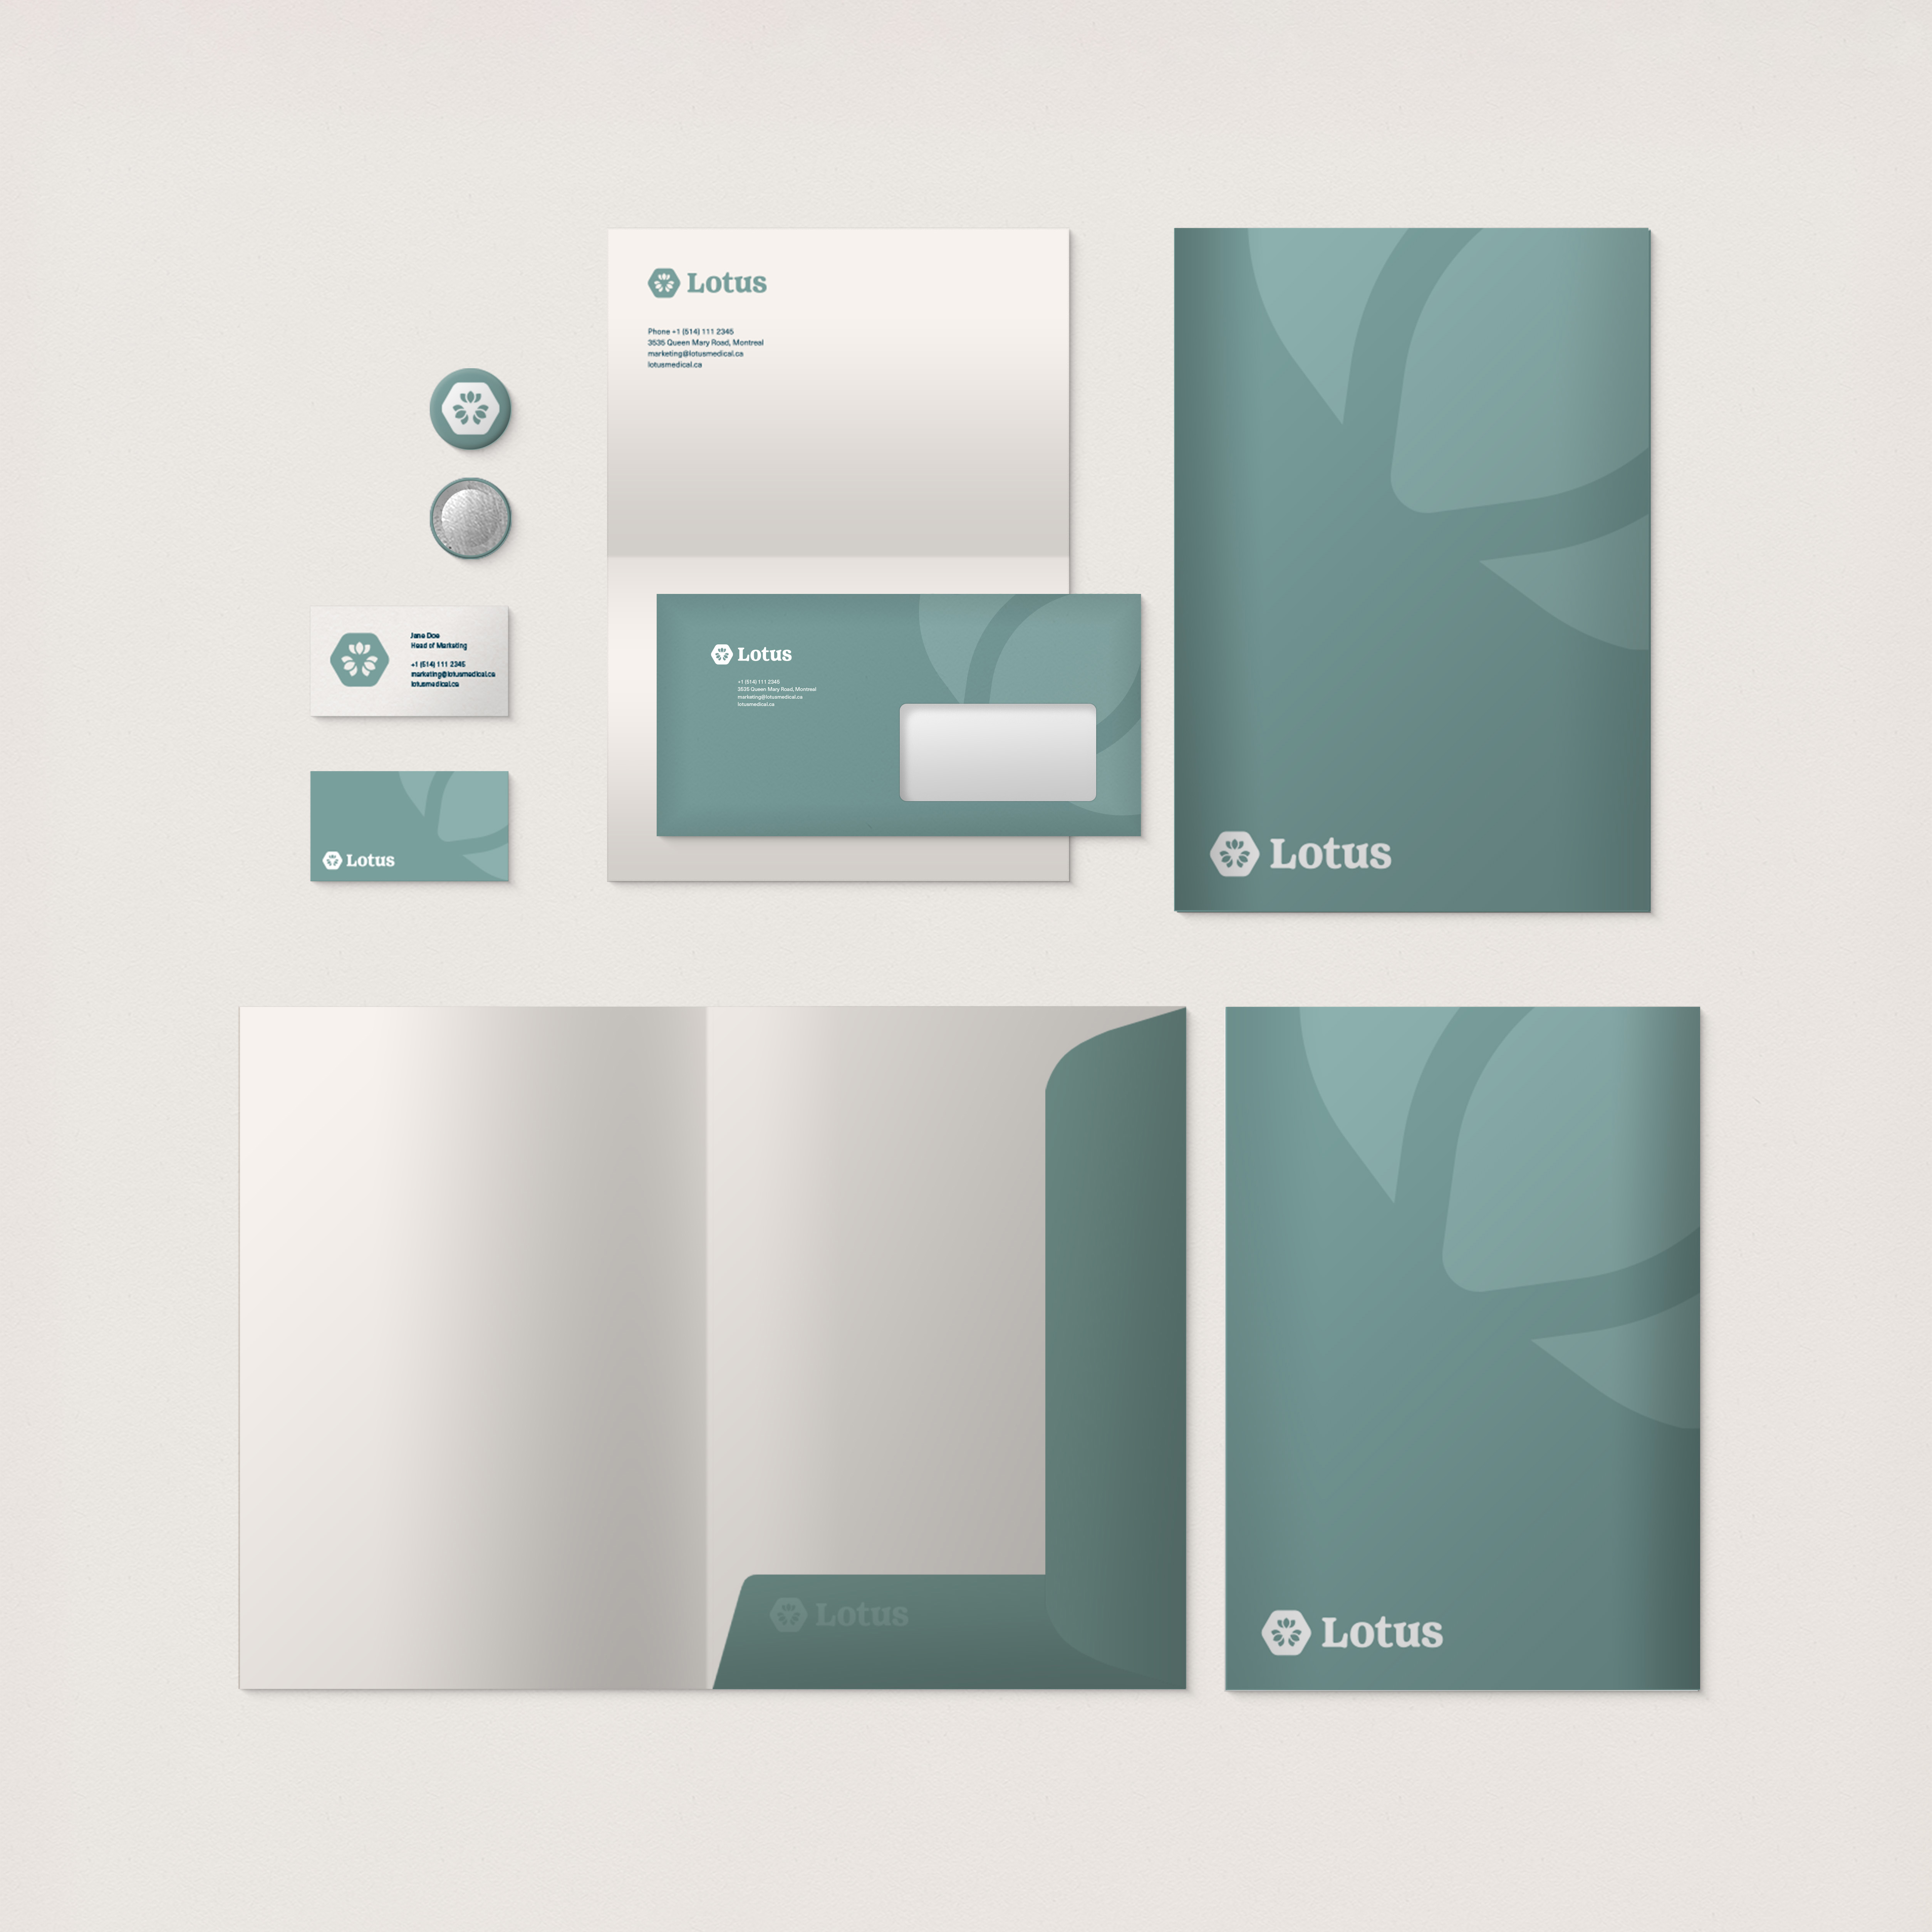 Lotus
Phone +1 (514) 111 2345
3535 Queen Mary Road, Montreal
marketing@lotusmedical.ca
lotusmedical.ca
Jane Doe
Head of Marketing
+1 (514) 111 2345
marketing@lotusmedical.ca
lotusmedical.ca
Lotus
+1 (514) 111 2345
3535 Queen Mary Road, Montreal
marketing@lotusmedical.ca
lotusmedical.ca
Lotus
Lotus
Lotus
Lotus